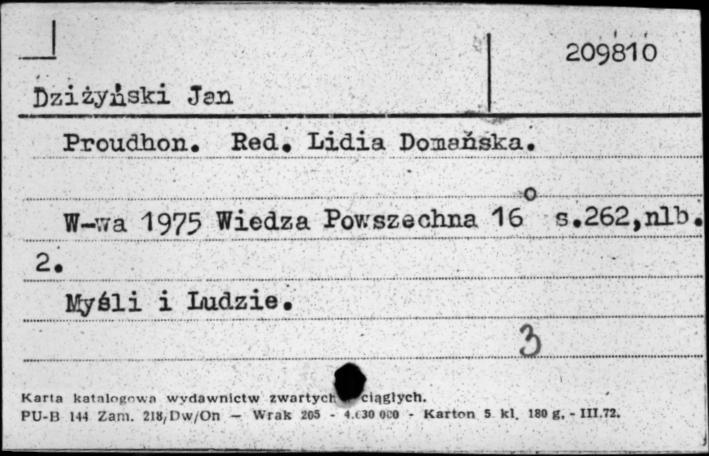 209810
Dziżyński Jan
Proudhon. Red. Lidia Domańska.
W-wa 1975 Wiedza Powszechna 16° s.262,nlb.
2.
Myśli i Ludzie.
3
Karta katalogowa wydawnictw zwartych ciągłych.
PU-B 144 Zam. 218/Dw/On — Wrak 205 - 4.630 000 - Karton 5 kl. 180 g. - III.72.